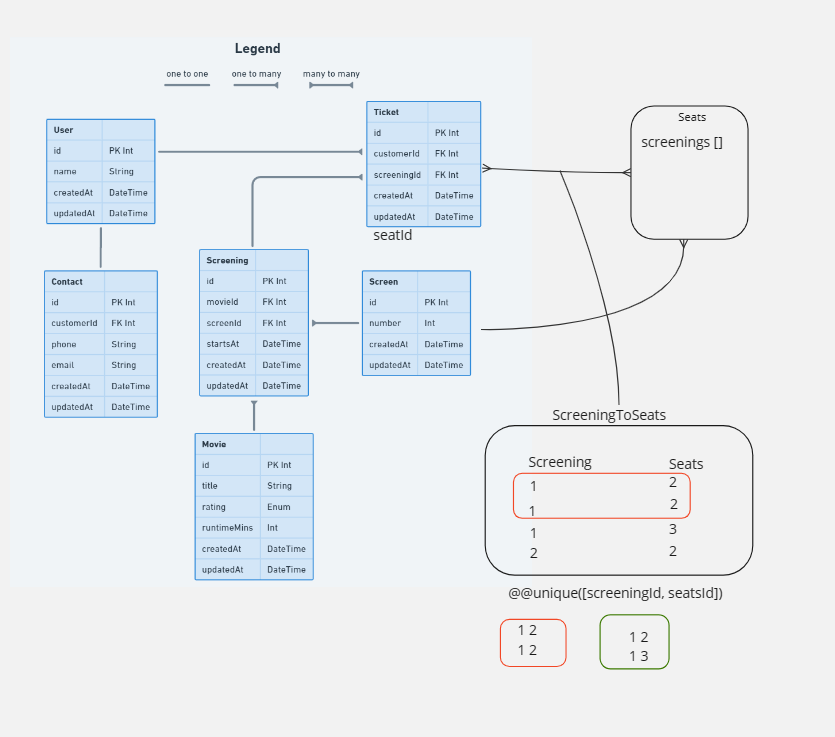 Legend
one to one
one to many
many to many
User
id PK Int
name String
createdAt DateTime
updatedAt DateTime
Ticket
id PK Int
customerId FK Int
screeningId FK Int
createdAt DateTime
updatedAt DateTime
seatId
Seats
screenings []
Contact
id PK Int
customerId FK Int
phone String
email String
createdAt DateTime
updatedAt DateTime
Screening
id PK Int
movieId FK Int
screenId FK Int
startsAt DateTime
createdAt DateTime
updatedAt DateTime
Screen
id PK Int
number Int
createdAt DateTime
updatedAt DateTime
Movie
id PK Int
title String
rating Enum
runtimeMins Int
createdAt DateTime
updatedAt DateTime
ScreeningToSeats
Screening Seats
1 2
1 2
1 3
2 2
@@unique([screeningId, seatsId])
1 2
1 2
1 2
1 3